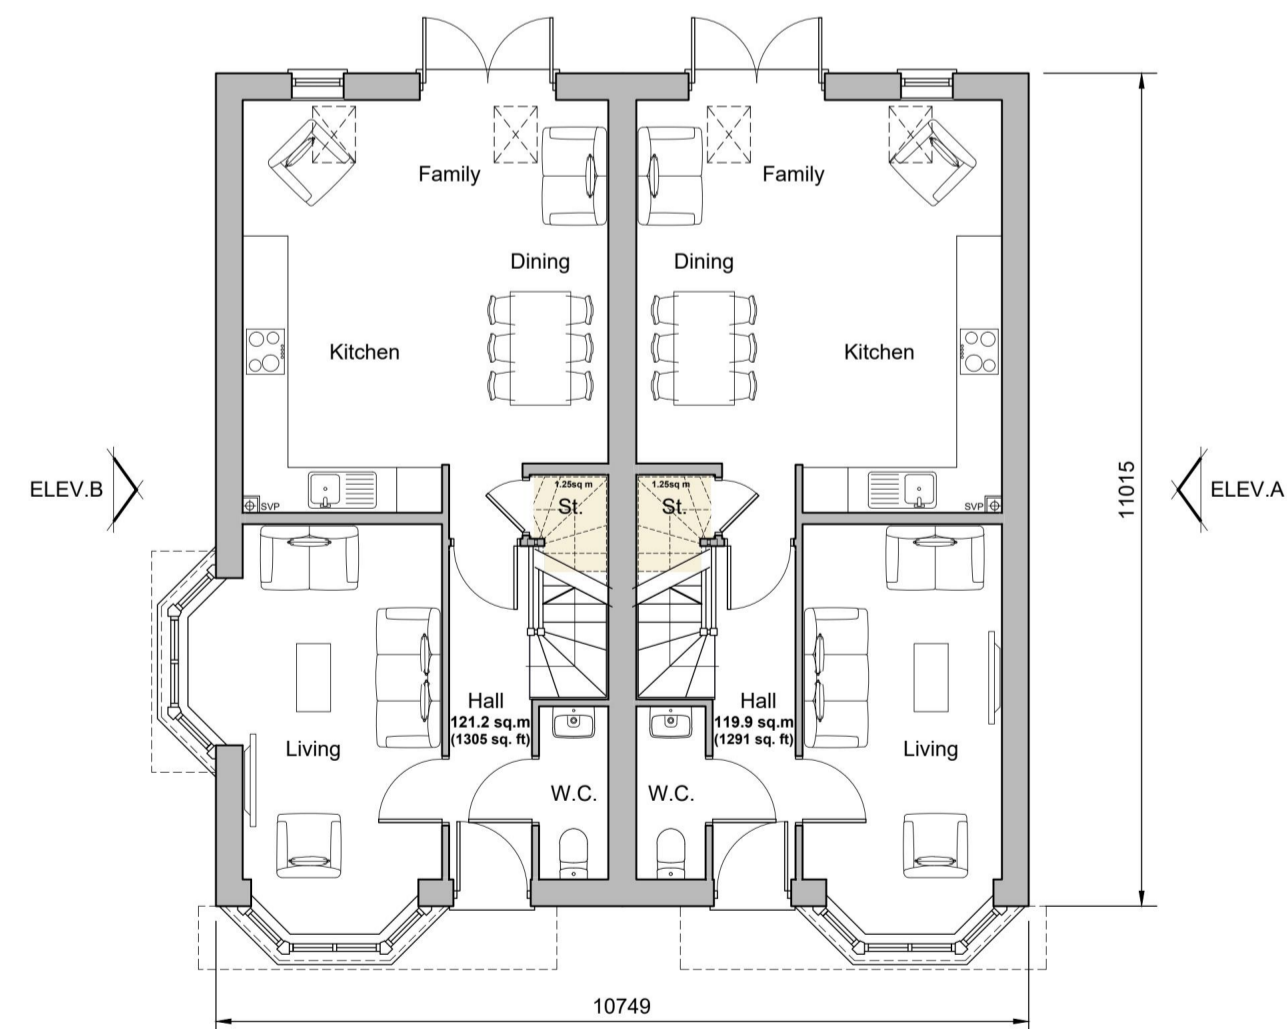 Family
Family
Dining
Dining
Kitchen
Kitchen
ELEV.B
1.25sq m
St.
1.25sq m
St.
11015
ELEV.A
SVP
SVP
Hall
121.2 sq.m
(1305 sq. ft)
Hall
119.9 sq.m
(1291 sq. ft)
Living
Living
W.C.
W.C.
10749